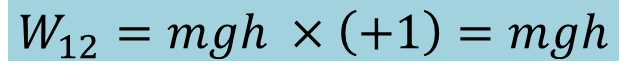 W₁₂ = mgh × (+1) = mgh